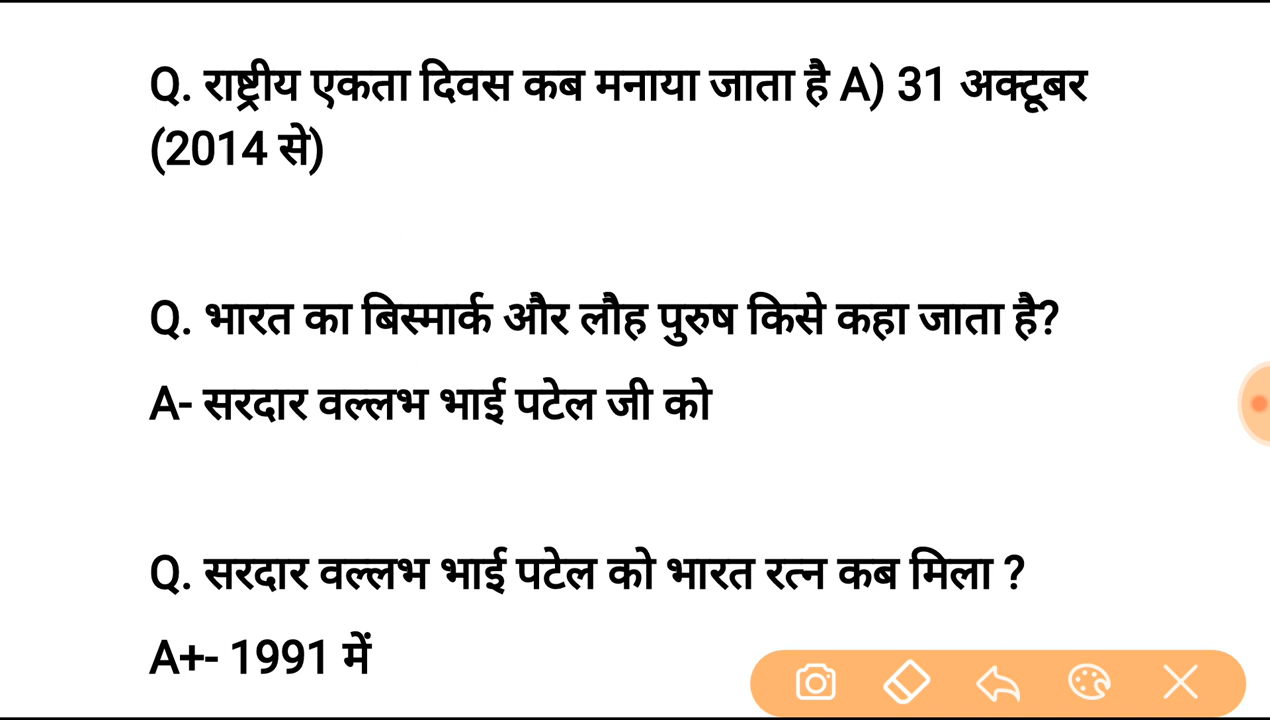 Q. राष्ट्रीय एकता दिवस कब मनाया जाता है A) 31 अक्टूबर
(2014 से)
Q. भारत का बिस्मार्क और लौह पुरुष किसे कहा जाता है?
A- सरदार वल्लभ भाई पटेल जी को
Q. सरदार वल्लभ भाई पटेल को भारत रत्न कब मिला ?
A+- 1991 में